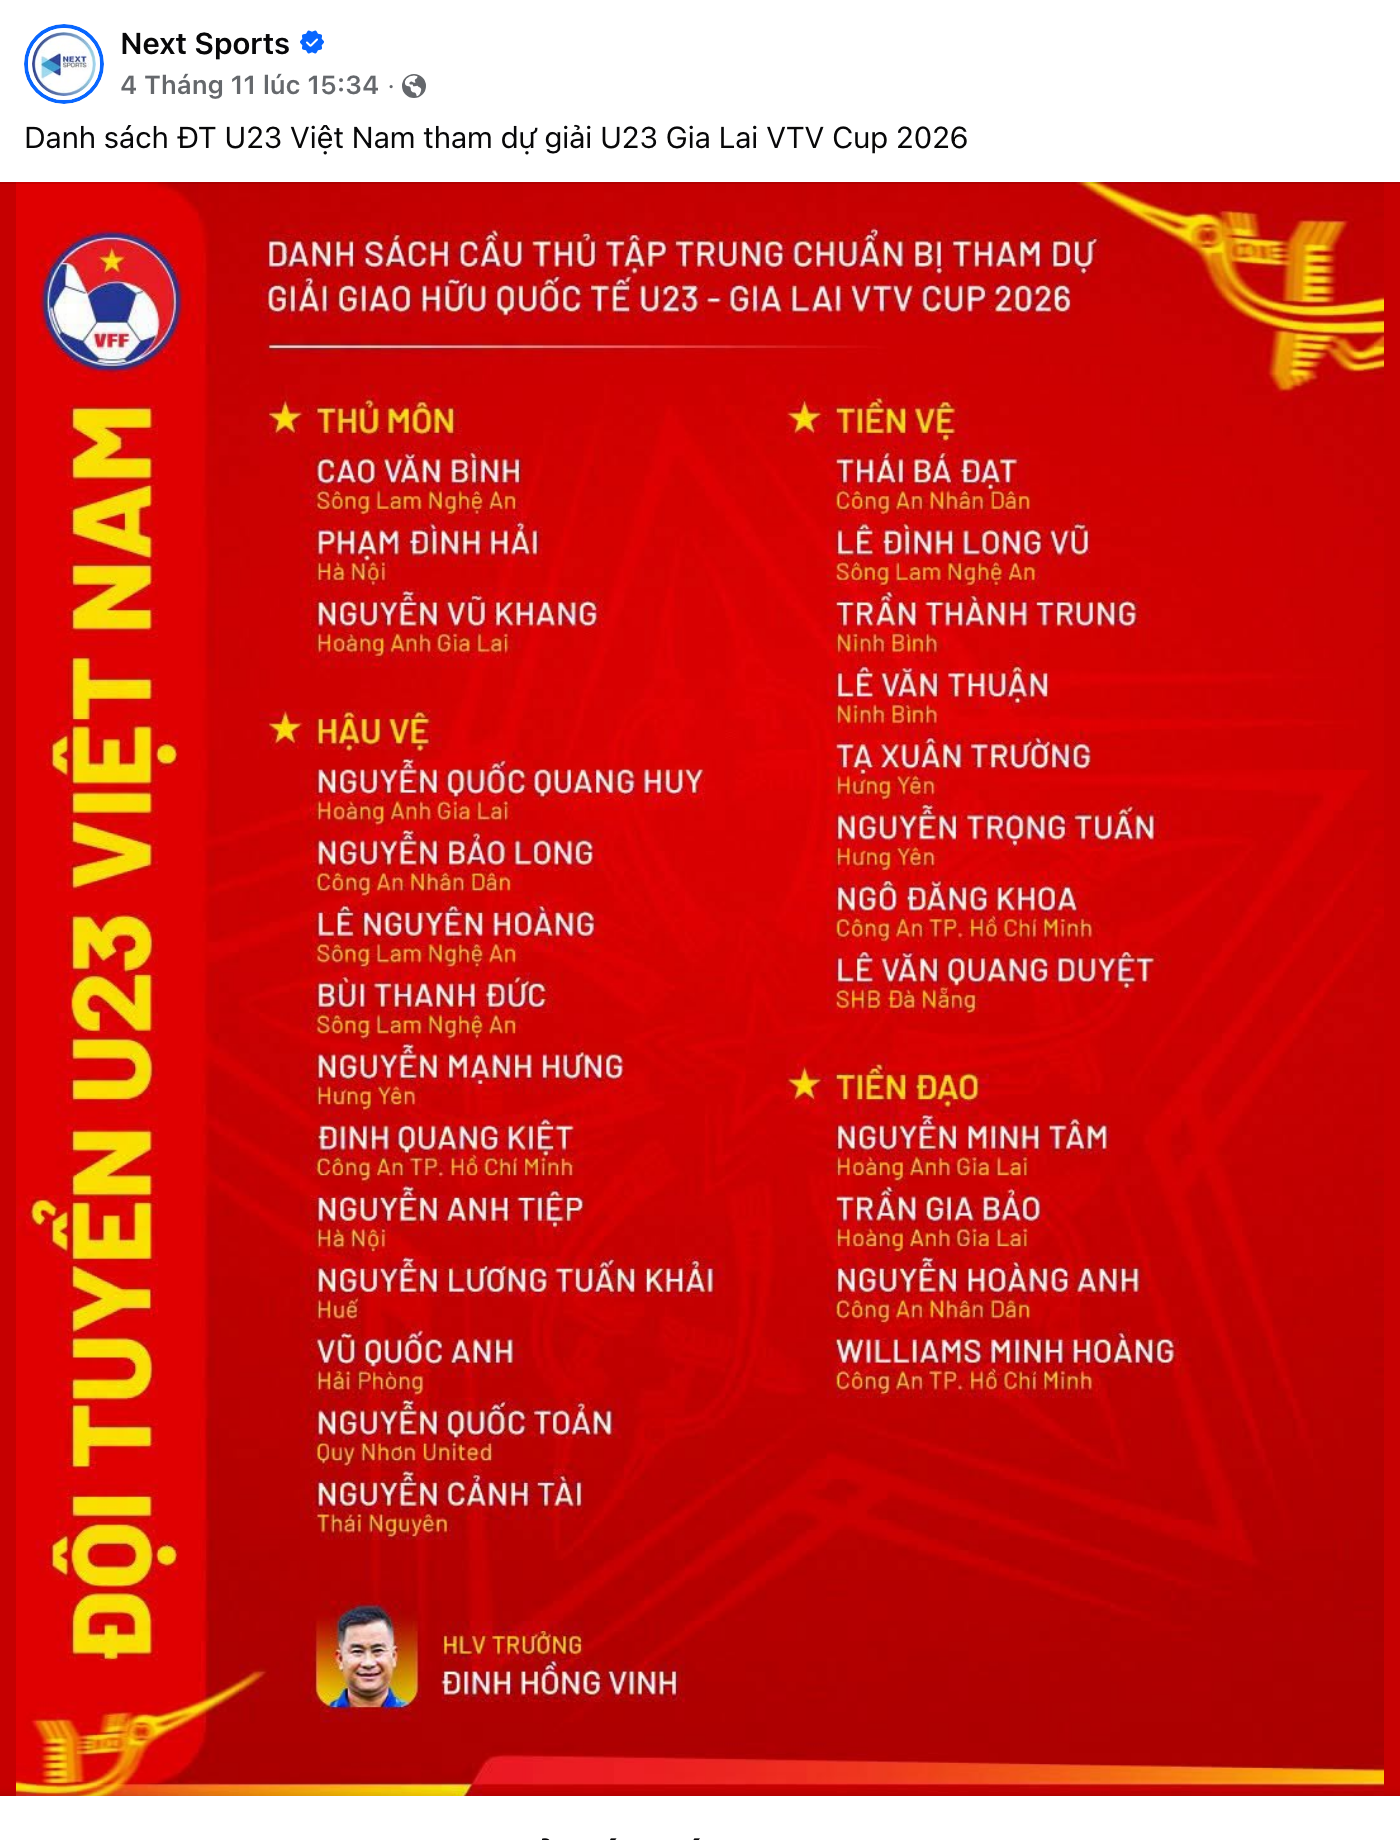 Next Sports
4 Tháng 11 lúc 15:34 ·
Danh sách ĐT U23 Việt Nam tham dự giải U23 Gia Lai VTV Cup 2026
NEXT
SPORTS
VFF
ĐỘI TUYỂN U23 VIỆT NAM
DANH SÁCH CẦU THỦ TẬP TRUNG CHUẨN BỊ THAM DỰ
GIẢI GIAO HỮU QUỐC TẾ U23 - GIA LAI VTV CUP 2026
THỦ MÔN
CAO VĂN BÌNH
Sông Lam Nghệ An
PHẠM ĐÌNH HẢI
Hà Nội
NGUYỄN VŨ KHANG
Hoàng Anh Gia Lai
HẬU VỆ
NGUYỄN QUỐC QUANG HUY
Hoàng Anh Gia Lai
NGUYỄN BẢO LONG
Công An Nhân Dân
LÊ NGUYÊN HOÀNG
Sông Lam Nghệ An
BÙI THANH ĐỨC
Sông Lam Nghệ An
NGUYỄN MẠNH HƯNG
Hưng Yên
ĐINH QUANG KIỆT
Công An TP. Hồ Chí Minh
NGUYỄN ANH TIỆP
Hà Nội
NGUYỄN LƯƠNG TUẤN KHẢI
Huế
VŨ QUỐC ANH
Hải Phòng
NGUYỄN QUỐC TOẢN
Quy Nhơn United
NGUYỄN CẢNH TÀI
Thái Nguyên
TIỀN VỆ
THÁI BÁ ĐẠT
Công An Nhân Dân
LÊ ĐÌNH LONG VŨ
Sông Lam Nghệ An
TRẦN THÀNH TRUNG
Ninh Bình
LÊ VĂN THUẬN
Ninh Bình
TẠ XUÂN TRƯỜNG
Hưng Yên
NGUYỄN TRỌNG TUẤN
Hưng Yên
NGÔ ĐĂNG KHOA
Công An TP. Hồ Chí Minh
LÊ VĂN QUANG DUYỆT
SHB Đà Nẵng
TIỀN ĐẠO
NGUYỄN MINH TÂM
Hoàng Anh Gia Lai
TRẦN GIA BẢO
Hoàng Anh Gia Lai
NGUYỄN HOÀNG ANH
Công An Nhân Dân
WILLIAMS MINH HOÀNG
Công An TP. Hồ Chí Minh
HLV TRƯỞNG
ĐINH HỒNG VINH